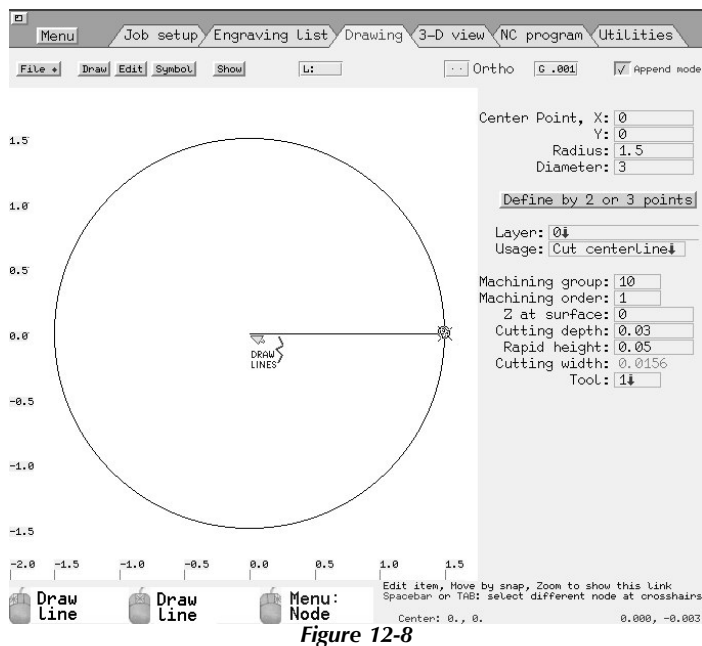 Menu Job setup Engraving list Drawing 3-D view NC program Utilities
File Draw Edit Symbol Show L: Ortho G .001 Append mode
Center Point, X: 0
Y: 0
Radius: 1.5
Diameter: 3
Define by 2 or 3 points
Layer: 0
Usage: Cut centerline
Machining group: 10
Machining order: 1
Z at surface: 0
Cutting depth: 0.03
Rapid height: 0.05
Cutting width: 0.0156
Tool: 1
1.5
1.0
0.5
0.0
-0.5
-1.0
-1.5
DRAW
LINES
-2.0 -1.5 -1.0 -0.5 0.0 0.5 1.0 1.5
Draw line
Draw line
Menu: Node
Edit item, Move by snap, Zoom to show this link
Spacebar or TAB: select different node at crosshairs
Center: 0., 0. 0.000, -0.003
Figure 12-8